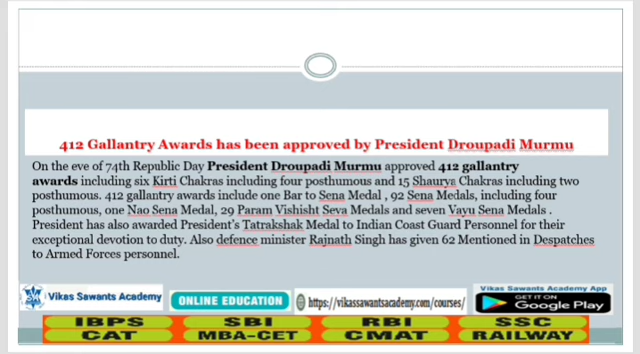 412 Gallantry Awards has been approved by President Droupadi Murmu
On the eve of 74th Republic Day President Droupadi Murmu approved 412 gallantry
awards including six Kirti Chakras including four posthumous and 15 Shaurya Chakras including two
posthumous. 412 gallantry awards include one Bar to Sena Medal , 92 Sena Medals, including four
posthumous, one Nao Sena Medal, 29 Param Vishisht Seva Medals and seven Vayu Sena Medals .
President has also awarded President's Tatrakshak Medal to Indian Coast Guard Personnel for their
exceptional devotion to duty. Also defence minister Rajnath Singh has given 62 Mentioned in Despatches
to Armed Forces personnel.
Vikas Sawants Academy
ONLINE EDUCATION
https://vikassawantsacademy.com/courses/
Vikas Sawants Academy App
GET IT ON
Google Play
IBPS SBI RBI SSC
CAT MBA-CET CMAT RAILWAY